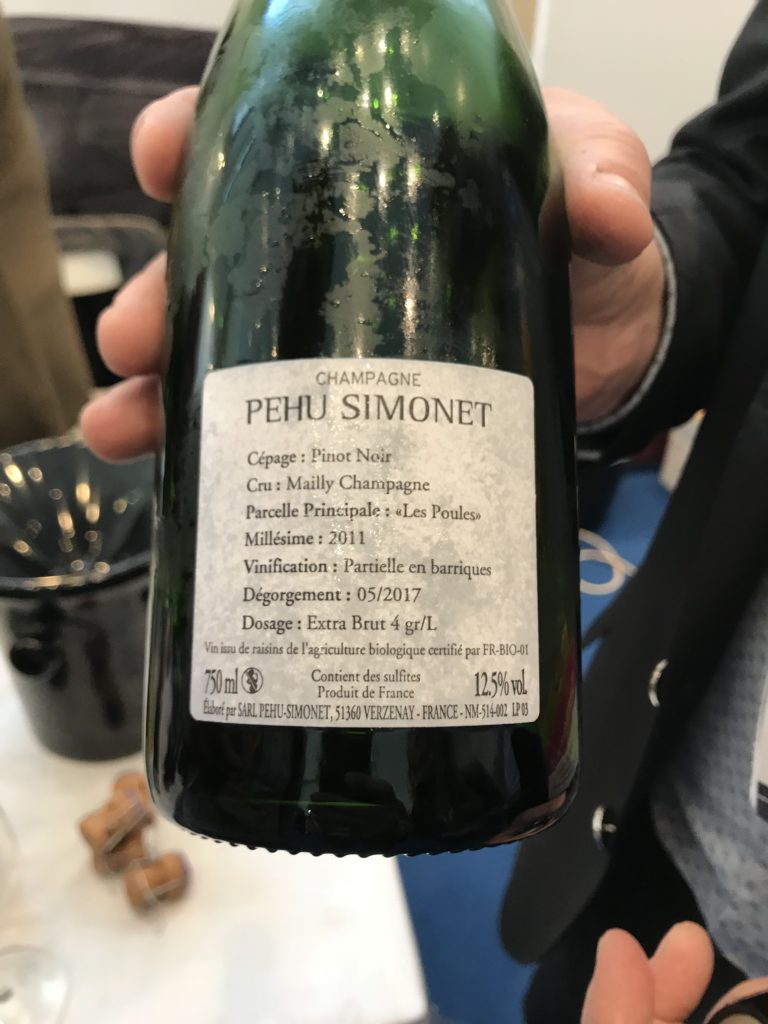 CHAMPAGNE
PEHU SIMONET
Cépage : Pinot Noir
Cru : Mailly Champagne
Parcelle Principale : «Les Poules»
Millésime : 2011
Vinification : Partielle en barriques
Dégorgement : 05/2017
Dosage : Extra Brut 4 gr/L
Vin issu de raisins de l'agriculture biologique certifié par FR-BIO-01
750 ml Contient des sulfites 12,5% vol.
Produit de France
Élaboré par SARL PEHU-SIMONET, 51360 VERZENAY - FRANCE - NM-514-002 LP 03